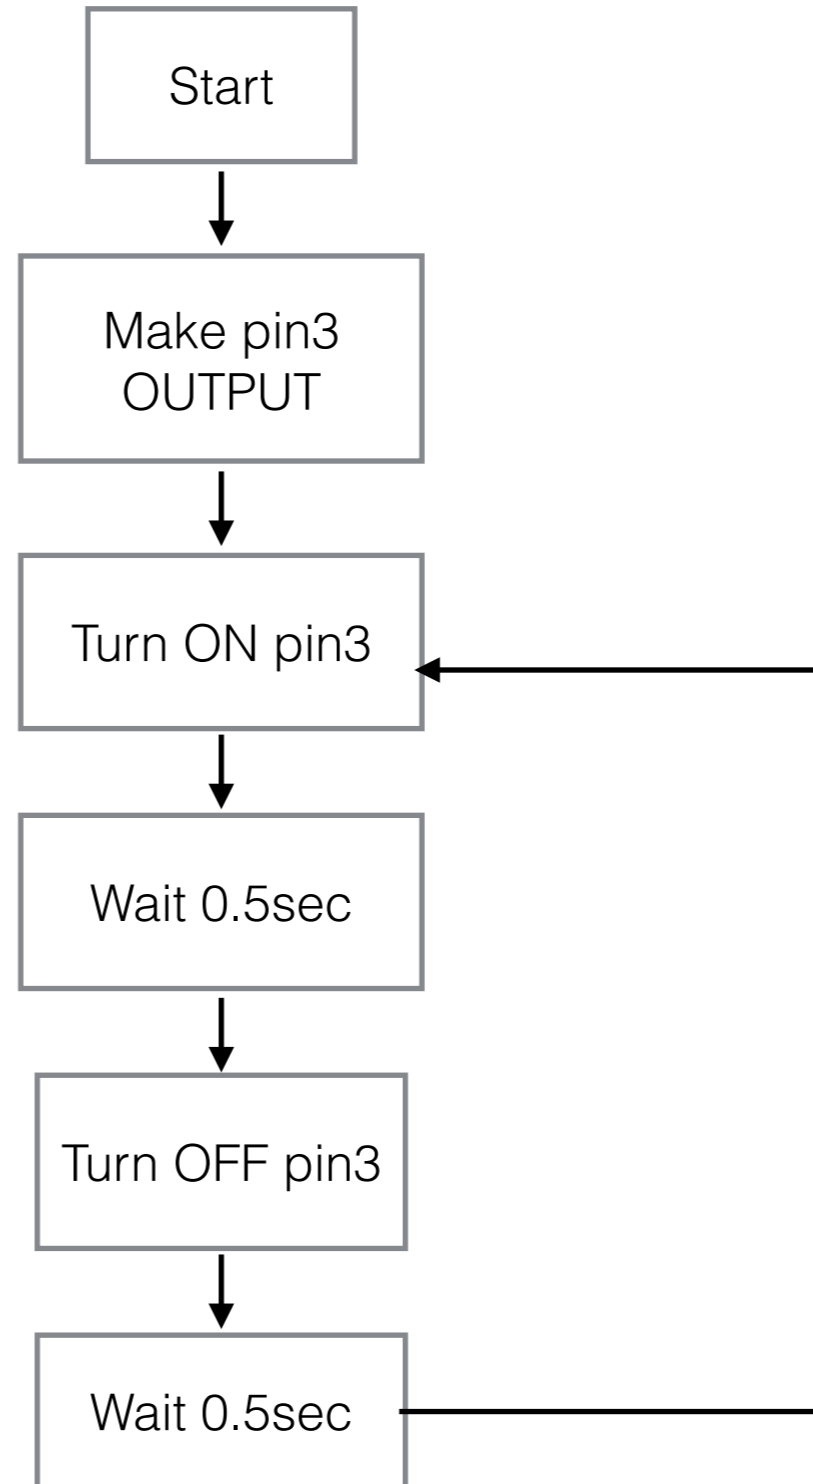 Start
Make pin3
OUTPUT
Turn ON pin3
Wait 0.5sec
Turn OFF pin3
Wait 0.5sec